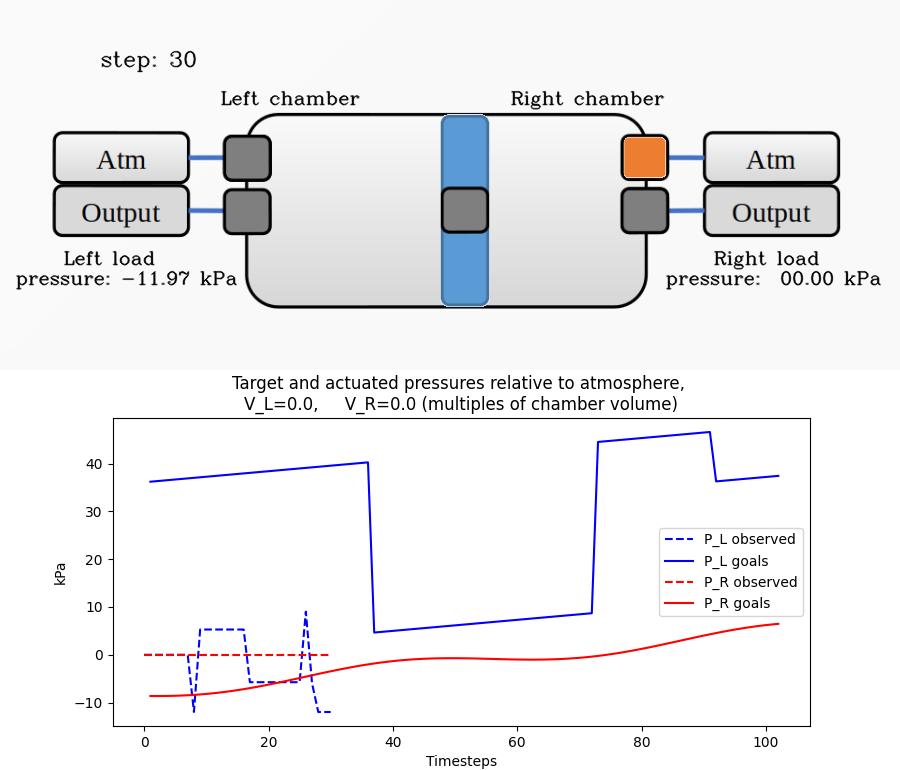 step: 30
Left chamber
Right chamber
Atm
Atm
Output
Output
Left load
pressure: −11.97 kPa
Right load
pressure: 00.00 kPa
Target and actuated pressures relative to atmosphere,
V_L=0.0, V_R=0.0 (multiples of chamber volume)
kPa
40
30
20
10
0
−10
P_L observed
P_L goals
P_R observed
P_R goals
0 20 40 60 80 100
Timesteps